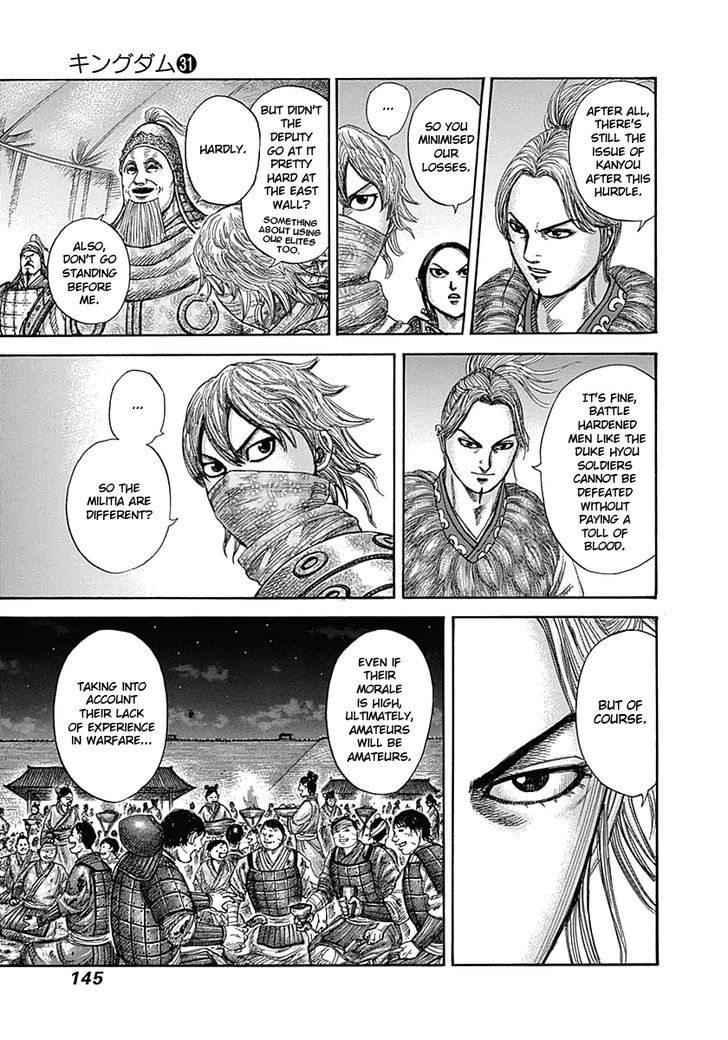 キングダム31
AFTER ALL,
THERE'S
STILL THE
ISSUE OF
KANYOU
AFTER THIS
HURDLE.
SO YOU
MINIMISED
OUR
LOSSES.
...
BUT DIDN'T
THE
DEPUTY
GO AT IT
PRETTY
HARD AT
THE EAST
WALL?
SOMETHING
ABOUT USING
OUR ELITES
TOO.
HARDLY.
ALSO,
DON'T GO
STANDING
BEFORE
ME.
IT'S FINE,
BATTLE
HARDENED
MEN LIKE THE
DUKE HYOU
SOLDIERS
CANNOT BE
DEFEATED
WITHOUT
PAYING A
TOLL OF
BLOOD.
...
SO THE
MILITIA ARE
DIFFERENT?
BUT OF
COURSE.
EVEN IF
THEIR
MORALE
IS HIGH,
ULTIMATELY,
AMATEURS
WILL BE
AMATEURS.
TAKING INTO
ACCOUNT
THEIR LACK
OF EXPERIENCE
IN WARFARE...
145